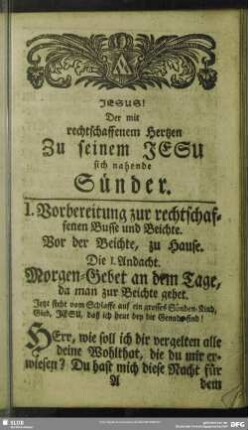 JESUS!
Der mit
rechtschaffenem Hertzen
Zu seinem JESU
sich nahende
Sünder.
I. Vorbereitung zur rechtschaf-
fenen Busse und Beichte.
Vor der Beichte, zu Hause.
Die 1. Andacht.
Morgen-Gebet an dem Tage,
da man zur Beichte gehet.
Jetzt steht vom Schlaffe auf ein grosses Sünden-Kind,
Gieb, JESU, daß ich heut bey dir Genade find!
HErr, wie soll ich dir vergelten alle
deine Wohlthat, die du mir er-
wiesen? Du hast mich diese Nacht für
A dem
SLUB